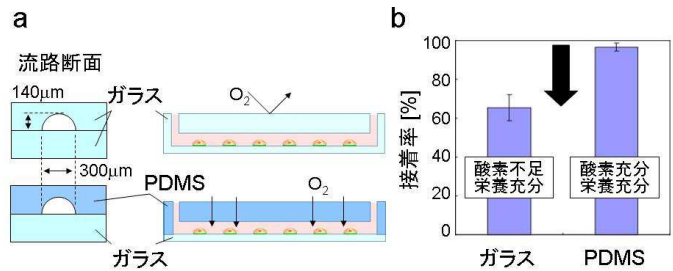 a
流路断面
140μm
ガラス
O2
300μm
PDMS
O2
ガラス
b
接着率 [%]
100
80
60
40
20
0
酸素不足
栄養充分
酸素充分
栄養充分
ガラス
PDMS